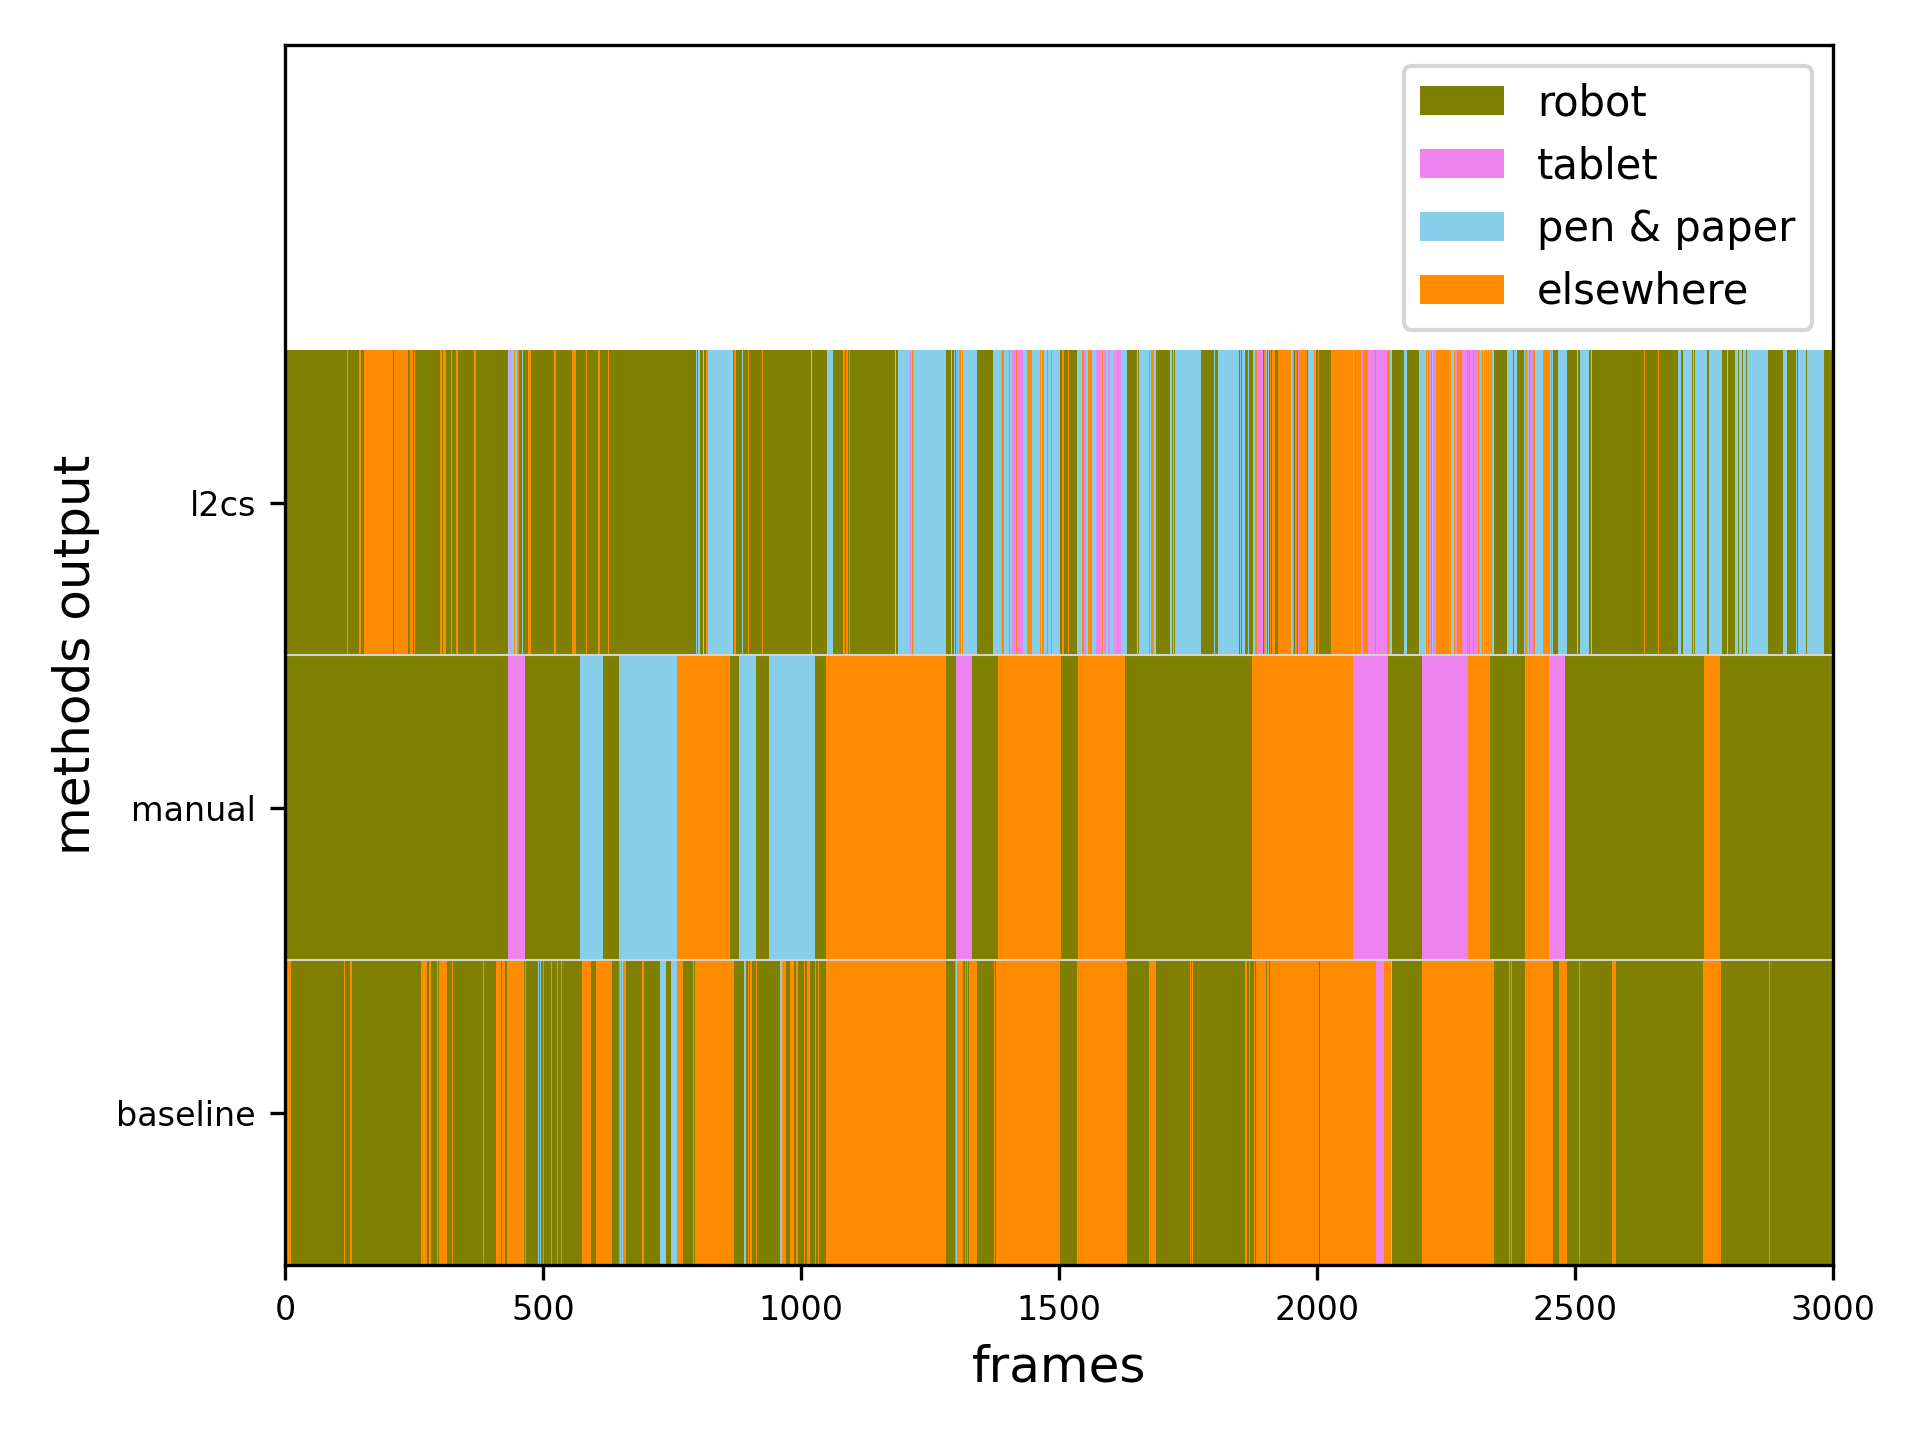 robot
tablet
pen & paper
elsewhere
methods output
l2cs
manual
baseline
0 500 1000 1500 2000 2500 3000
frames